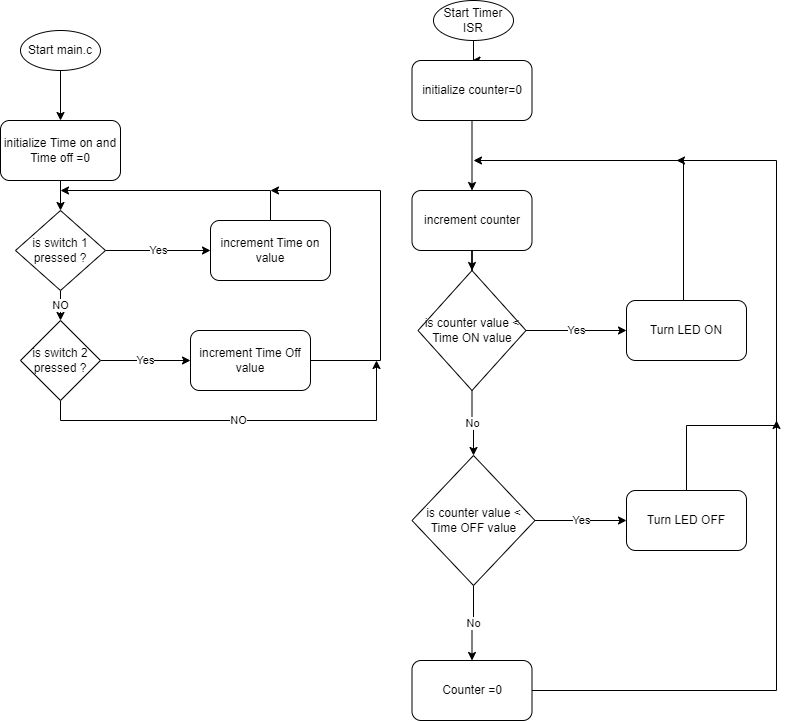 Start main.c
initialize Time on and
Time off =0
is switch 1
pressed ?
Yes
increment Time on
value
NO
is switch 2
pressed ?
Yes
increment Time Off
value
NO
Start Timer
ISR
initialize counter=0
increment counter
is counter value <
Time ON value
Yes
Turn LED ON
No
is counter value <
Time OFF value
Yes
Turn LED OFF
No
Counter =0